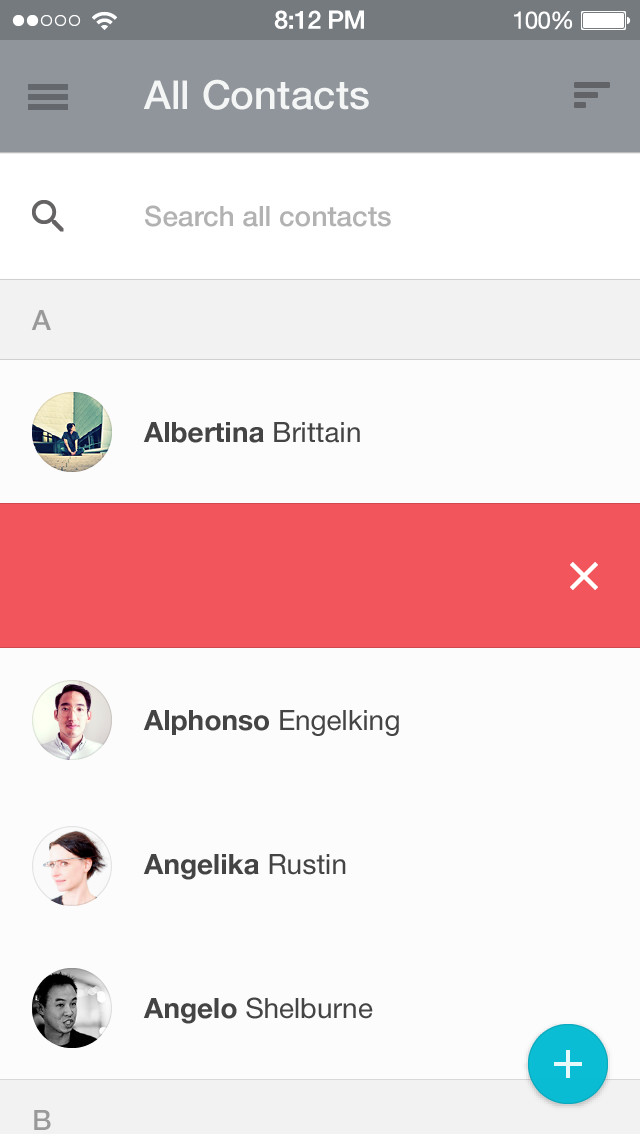 8:12 PM 100%
All Contacts
Search all contacts
A
Albertina Brittain
Alphonso Engelking
Angelika Rustin
Angelo Shelburne
B